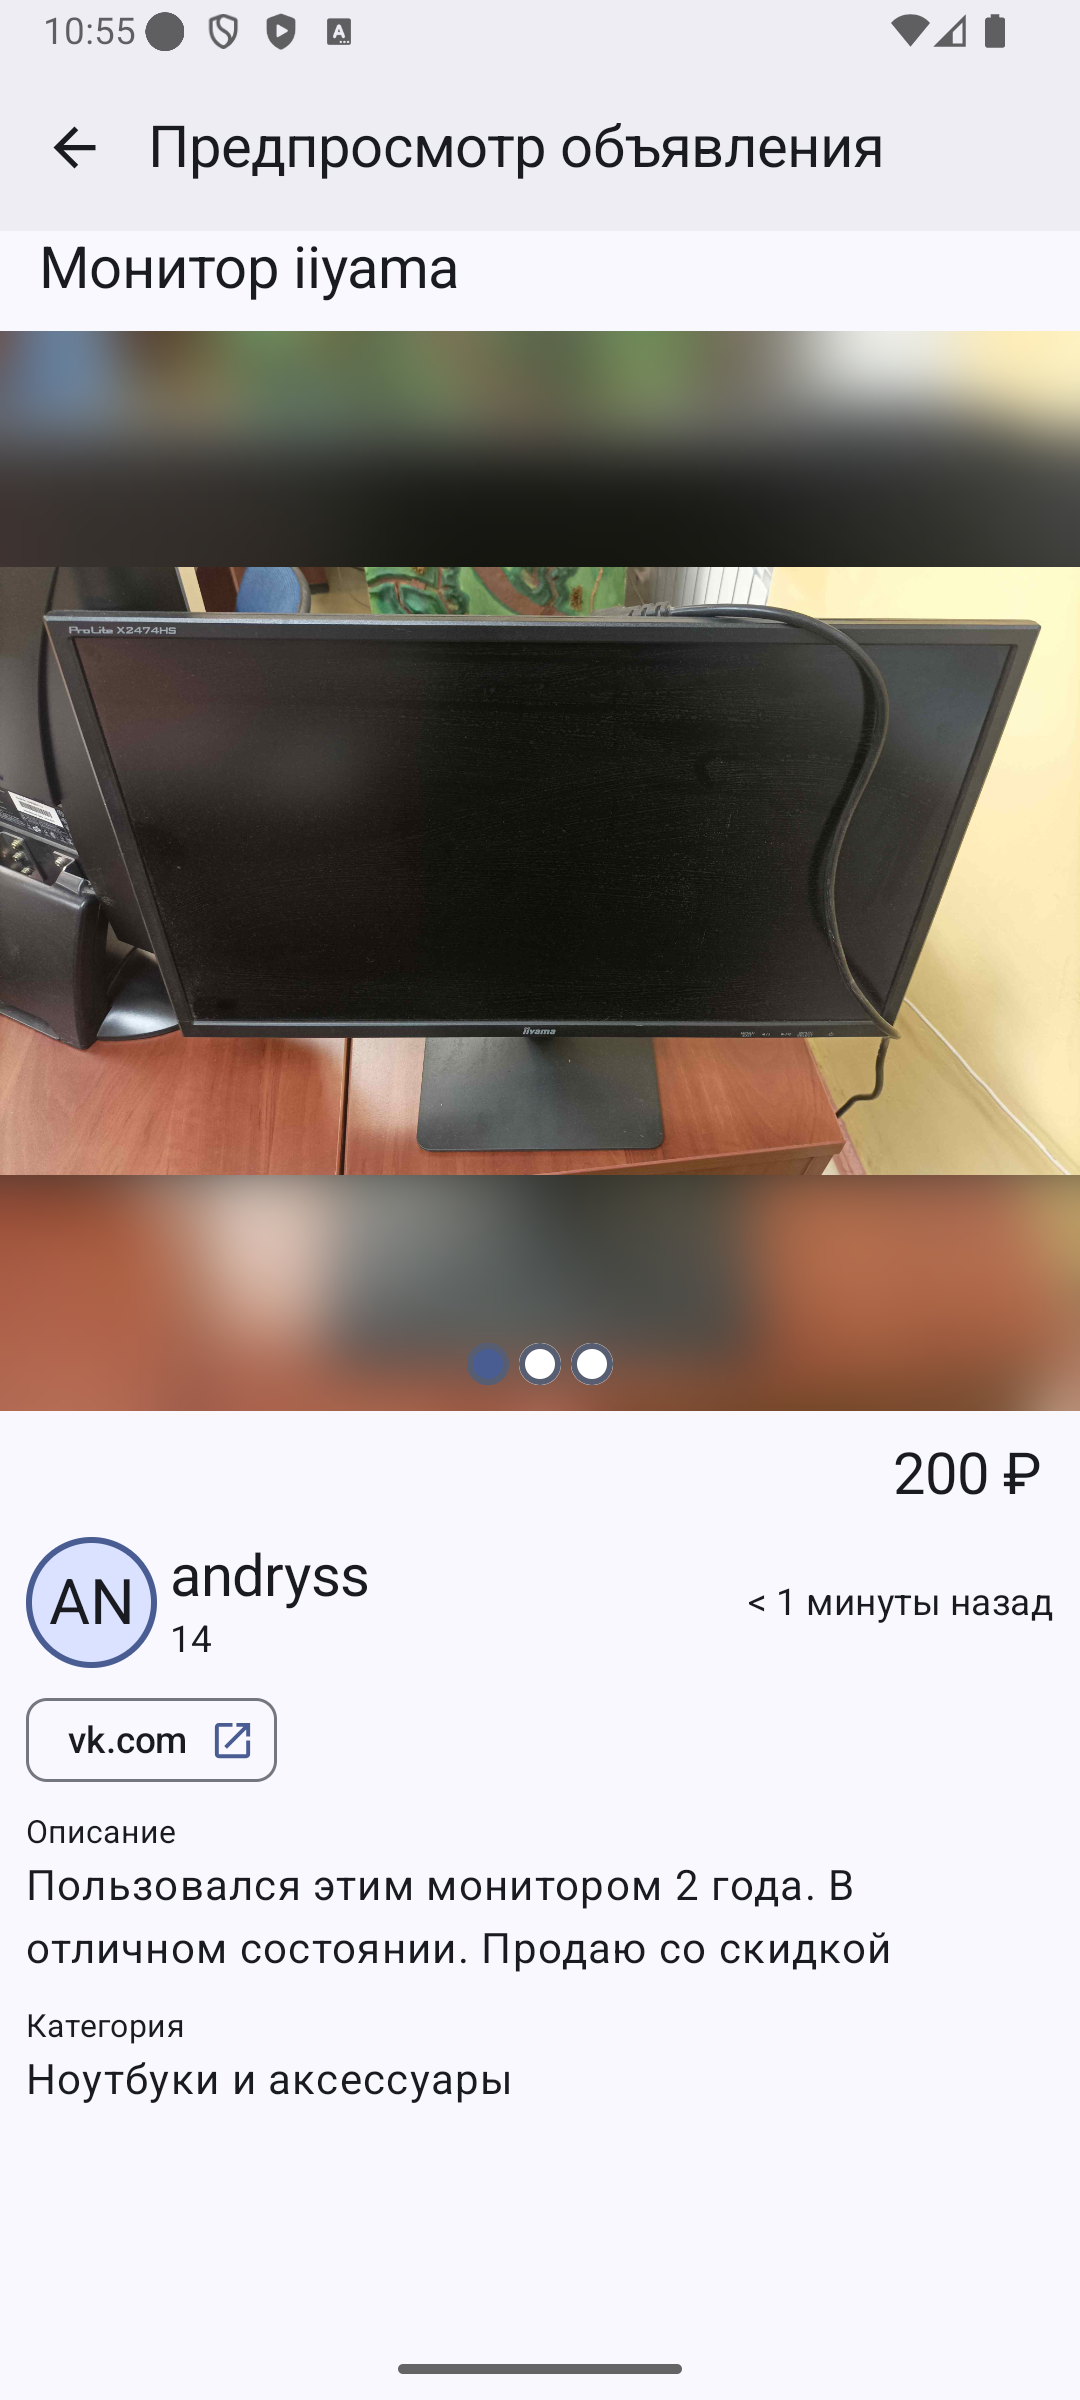 10:55
Предпросмотр объявления
Монитор iiyama
ProLite X2474HS
iiyama
200 ₽
AN
andryss
14
< 1 минуты назад
vk.com
Описание
Пользовался этим монитором 2 года. В
отличном состоянии. Продаю со скидкой
Категория
Ноутбуки и аксессуары